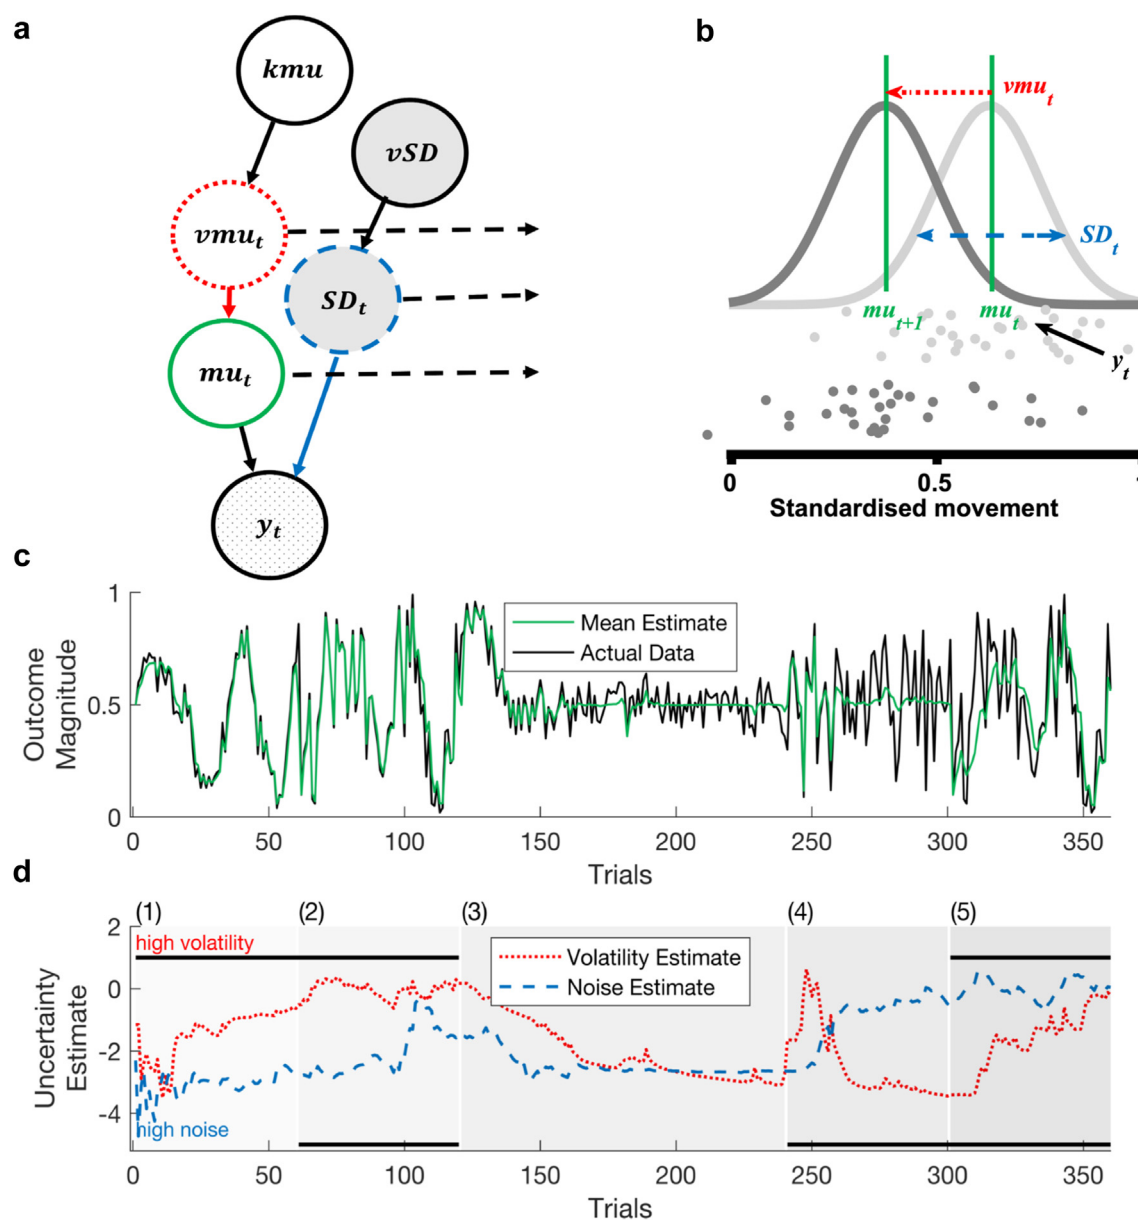 a
kmu
vSD
vmu_t
SD_t
mu_t
y_t
b
vmu_t
SD_t
mu_{t+1}
mu_t
y_t
0
0.5
Standardised movement
c
1
0.5
0
Outcome
Magnitude
Mean Estimate
Actual Data
0
50
100
150
200
250
300
350
Trials
d
(1)
(2)
(3)
(4)
(5)
2
0
-2
-4
Uncertainty
Estimate
high volatility
high noise
Volatility Estimate
Noise Estimate
0
50
100
150
200
250
300
350
Trials